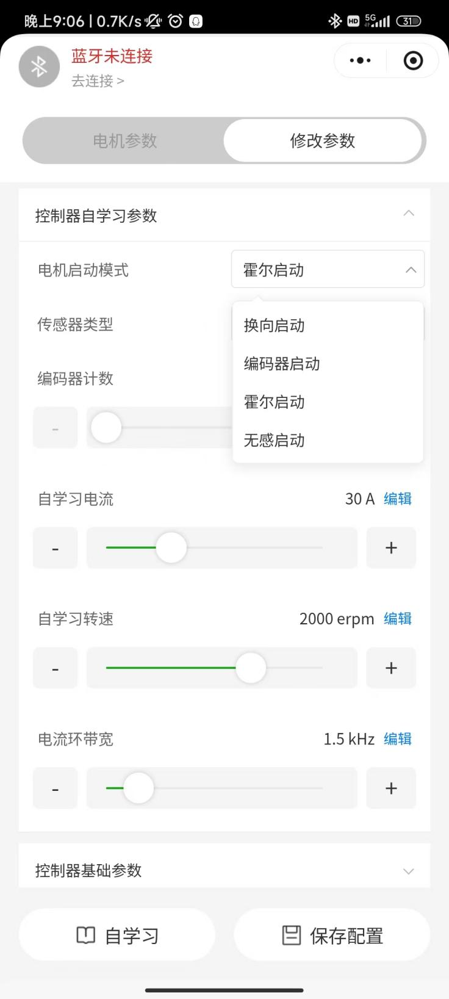 晚上9:06 | 0.7K/s
HD 5G 31
蓝牙未连接
去连接 >
电机参数 修改参数
控制器自学习参数
电机启动模式 霍尔启动
传感器类型 换向启动
编码器启动
编码器计数
霍尔启动
- 无感启动
自学习电流 30 A 编辑
- +
自学习转速 2000 erpm 编辑
- +
电流环带宽 1.5 kHz 编辑
- +
控制器基础参数
自学习 保存配置